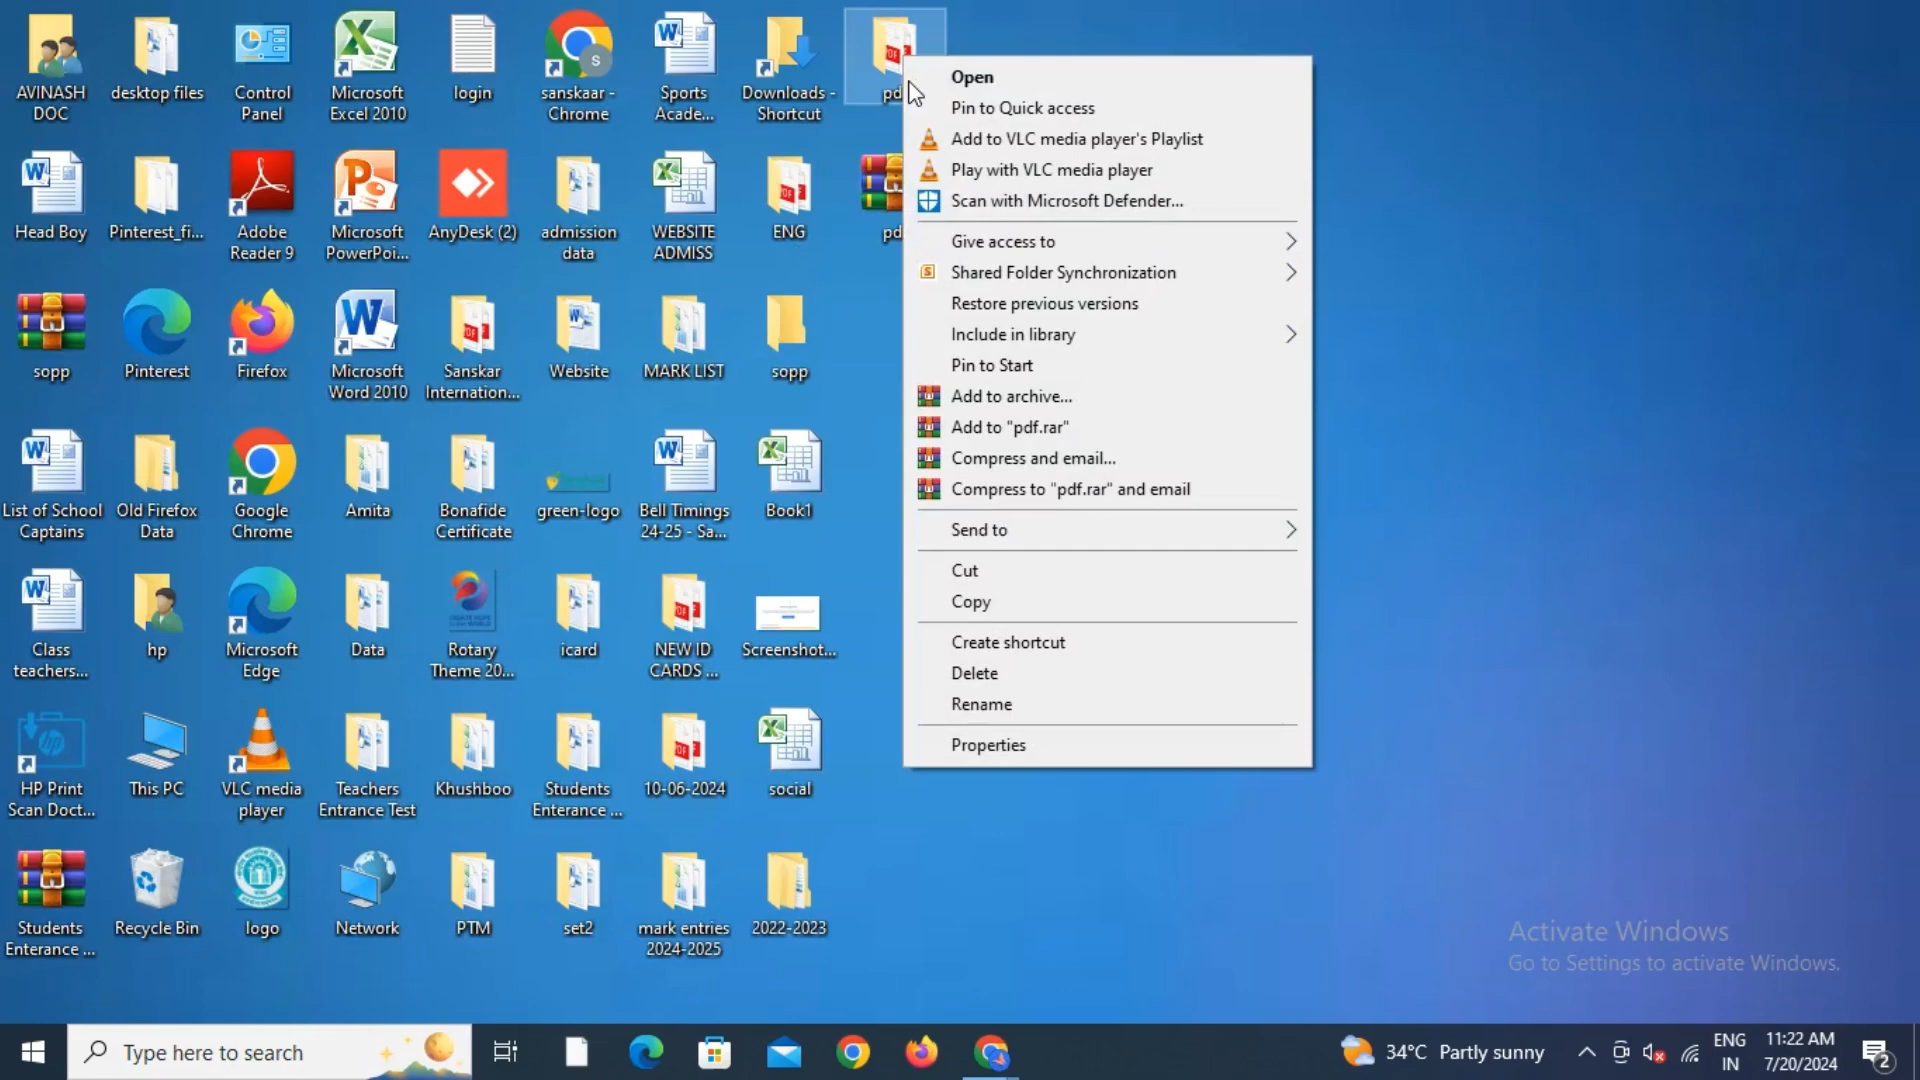 AVINASH
DOC
desktop files
Control
Panel
Microsoft
Excel 2010
login
sanskaar -
Chrome
S
Sports
Acade...
Downloads -
Shortcut
Head Boy
Pinterest_fi...
Adobe
Reader 9
Microsoft
PowerPoi...
AnyDesk (2)
admission
data
WEBSITE
ADMISS
ENG
sopp
Pinterest
Firefox
Microsoft
Word 2010
Sanskar
Internation...
Website
MARK LIST
sopp
List of School
Captains
Old Firefox
Data
Google
Chrome
Amita
Bonafide
Certificate
green-logo
Bell Timings
24-25 - Sa...
Book1
Class
teachers...
hp
Microsoft
Edge
Data
Rotary
Theme 20...
icard
NEW ID
CARDS ...
Screenshot...
HP Print
Scan Doct...
This PC
VLC media
player
Teachers
Entrance Test
Khushboo
Students
Enterance ...
10-06-2024
social
Students
Enterance ...
Recycle Bin
logo
Network
PTM
set2
mark entries
2024-2025
2022-2023
Open
Pin to Quick access
Add to VLC media player's Playlist
Play with VLC media player
Scan with Microsoft Defender...
Give access to
Shared Folder Synchronization
Restore previous versions
Include in library
Pin to Start
Add to archive...
Add to "pdf.rar"
Compress and email...
Compress to "pdf.rar" and email
Send to
Cut
Copy
Create shortcut
Delete
Rename
Properties
Activate Windows
Go to Settings to activate Windows.
Type here to search
34°C Partly sunny
ENG
IN
11:22 AM
7/20/2024
2